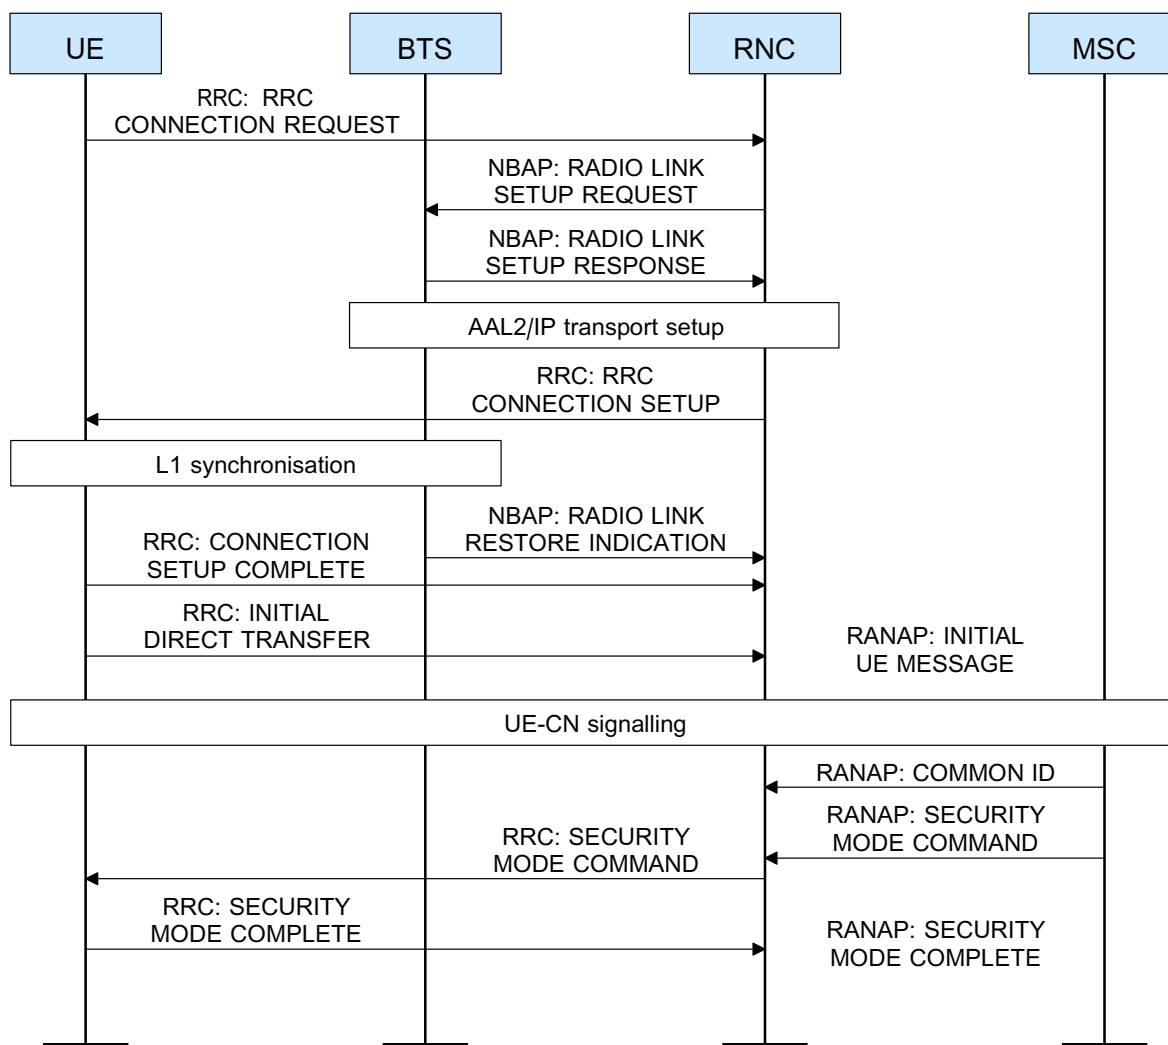 UE
BTS
RNC
MSC
RRC: RRC
CONNECTION REQUEST
NBAP: RADIO LINK
SETUP REQUEST
NBAP: RADIO LINK
SETUP RESPONSE
AAL2/IP transport setup
RRC: RRC
CONNECTION SETUP
L1 synchronisation
NBAP: RADIO LINK
RESTORE INDICATION
RRC: CONNECTION
SETUP COMPLETE
RRC: INITIAL
DIRECT TRANSFER
RANAP: INITIAL
UE MESSAGE
UE-CN signalling
RANAP: COMMON ID
RANAP: SECURITY
MODE COMMAND
RRC: SECURITY
MODE COMMAND
RRC: SECURITY
MODE COMPLETE
RANAP: SECURITY
MODE COMPLETE